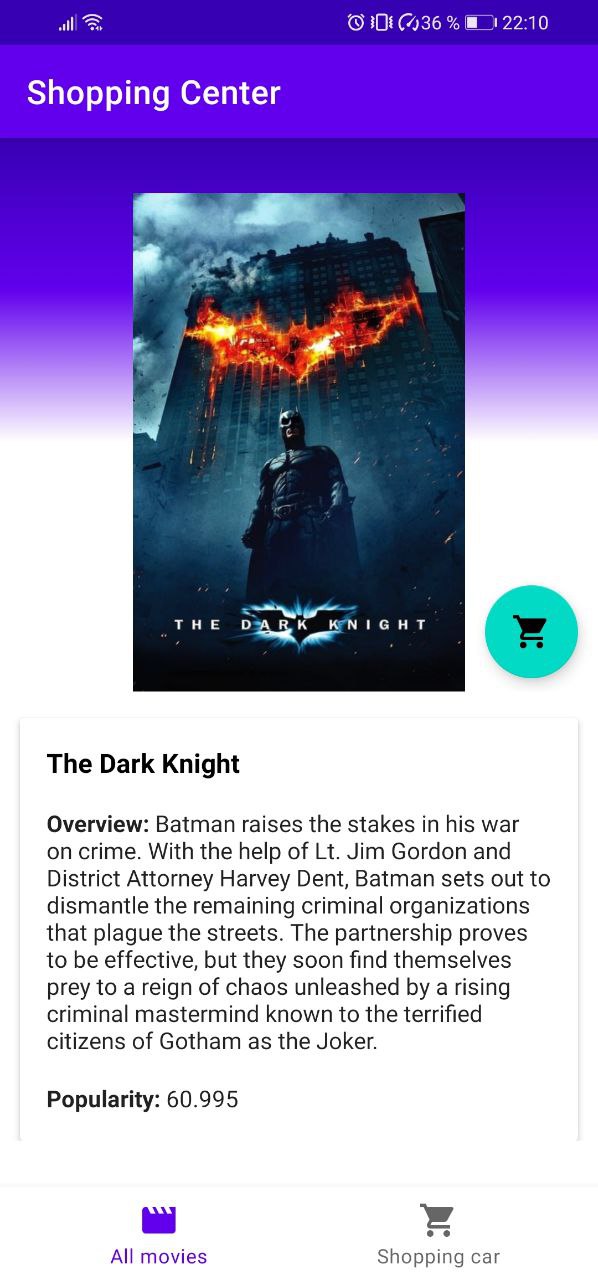 36 % 22:10
Shopping Center
THE DARK KNIGHT
The Dark Knight
Overview: Batman raises the stakes in his war
on crime. With the help of Lt. Jim Gordon and
District Attorney Harvey Dent, Batman sets out to
dismantle the remaining criminal organizations
that plague the streets. The partnership proves
to be effective, but they soon find themselves
prey to a reign of chaos unleashed by a rising
criminal mastermind known to the terrified
citizens of Gotham as the Joker.
Popularity: 60.995
All movies Shopping car